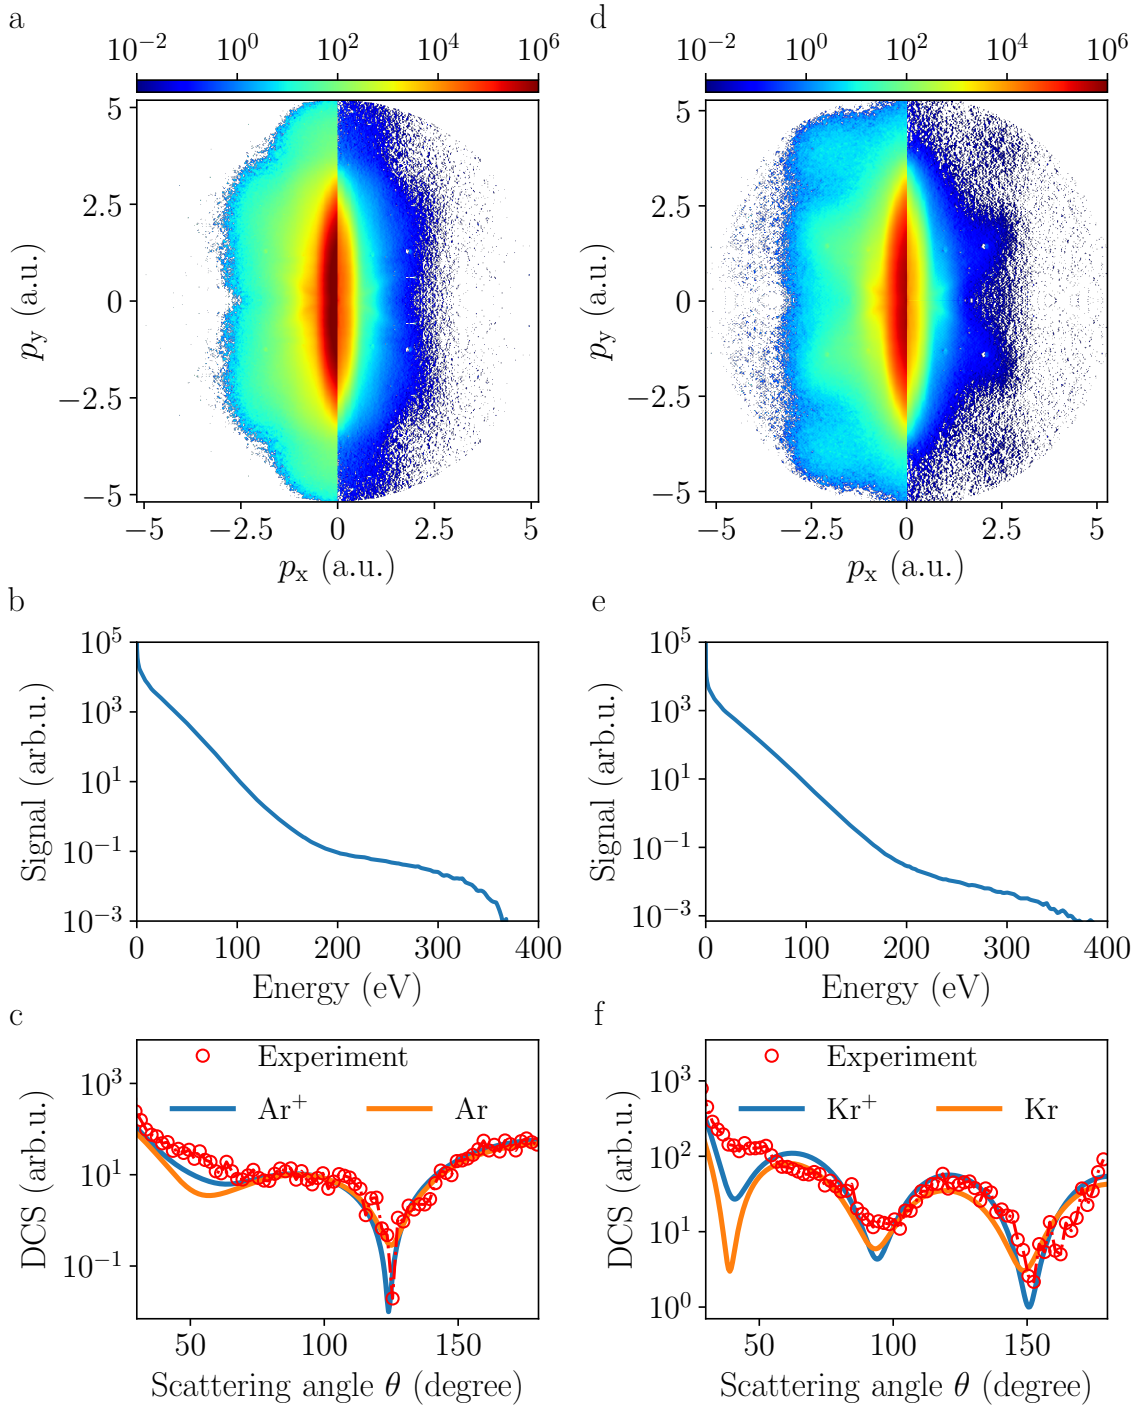 a
10^−2 10^0 10^2 10^4 10^6
5
2.5
0
−2.5
−5
p_y (a.u.)
−5 −2.5 0 2.5 5
p_x (a.u.)
d
10^−2 10^0 10^2 10^4 10^6
5
2.5
0
−2.5
−5
p_y (a.u.)
−5 −2.5 0 2.5 5
p_x (a.u.)
b
10^5
10^3
10^1
10^−1
10^−3
Signal (arb.u.)
0 100 200 300 400
Energy (eV)
e
10^5
10^3
10^1
10^−1
10^−3
Signal (arb.u.)
0 100 200 300 400
Energy (eV)
c
Experiment
Ar^+ Ar
10^3
10^1
10^−1
DCS (arb.u.)
50 100 150
Scattering angle θ (degree)
f
Experiment
Kr^+ Kr
10^3
10^2
10^1
10^0
DCS (arb.u.)
50 100 150
Scattering angle θ (degree)